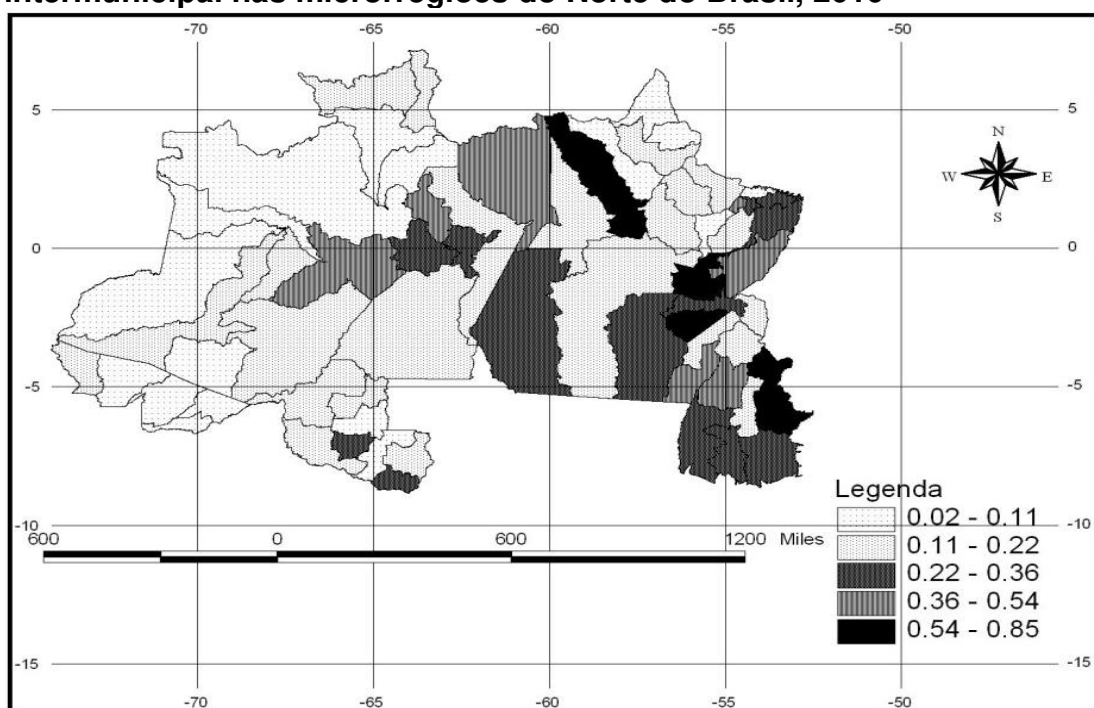 intermunicipal nas microrregiões do Norte do Brasil, 2010
-70 -65 -60 -55 -50
5 5
N
W E
S
0 0
-5 -5
Legenda
0.02 - 0.11
-10 -10
600 0 600 1200 Miles
0.11 - 0.22
0.22 - 0.36
0.36 - 0.54
0.54 - 0.85
-15 -15
-70 -65 -60 -55 -50